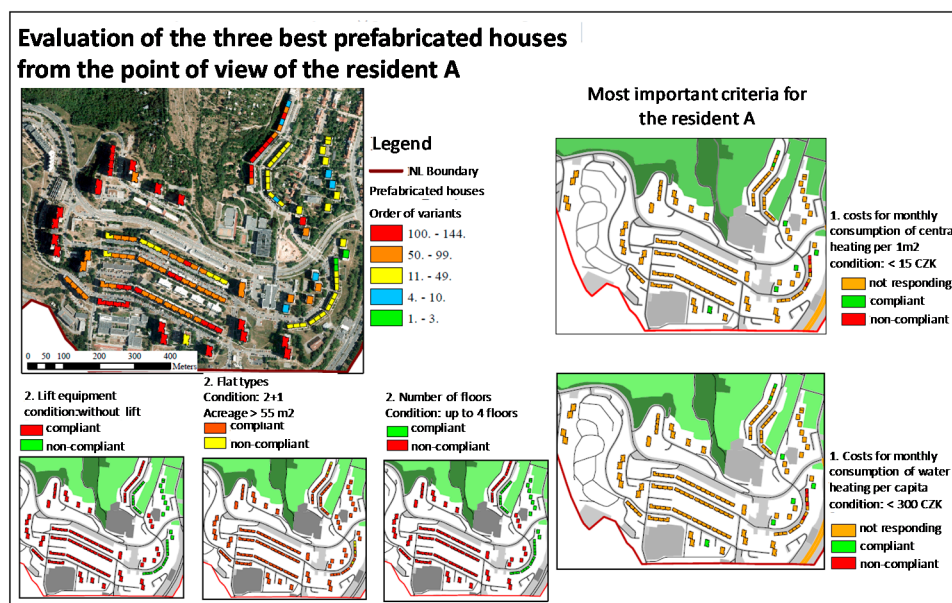 Evaluation of the three best prefabricated houses
from the point of view of the resident A
Legend
NL Boundary
Prefabricated houses
Order of variants
100. - 144.
50. - 99.
11. - 49.
4. - 10.
1. - 3.
0 50 100 200 300 400
Meters
Most important criteria for
the resident A
1. costs for monthly
consumption of centra
heating per 1m2
condition: < 15 CZK
not responding
compliant
non-compliant
2. Lift equipment
condition:without lift
compliant
non-compliant
2. Flat types
Condition: 2+1
Acreage > 55 m2
compliant
non-compliant
2. Number of floors
Condition: up to 4 floors
compliant
non-compliant
1. Costs for monthly
consumption of water
heating per capita
condition: < 300 CZK
not responding
compliant
non-compliant